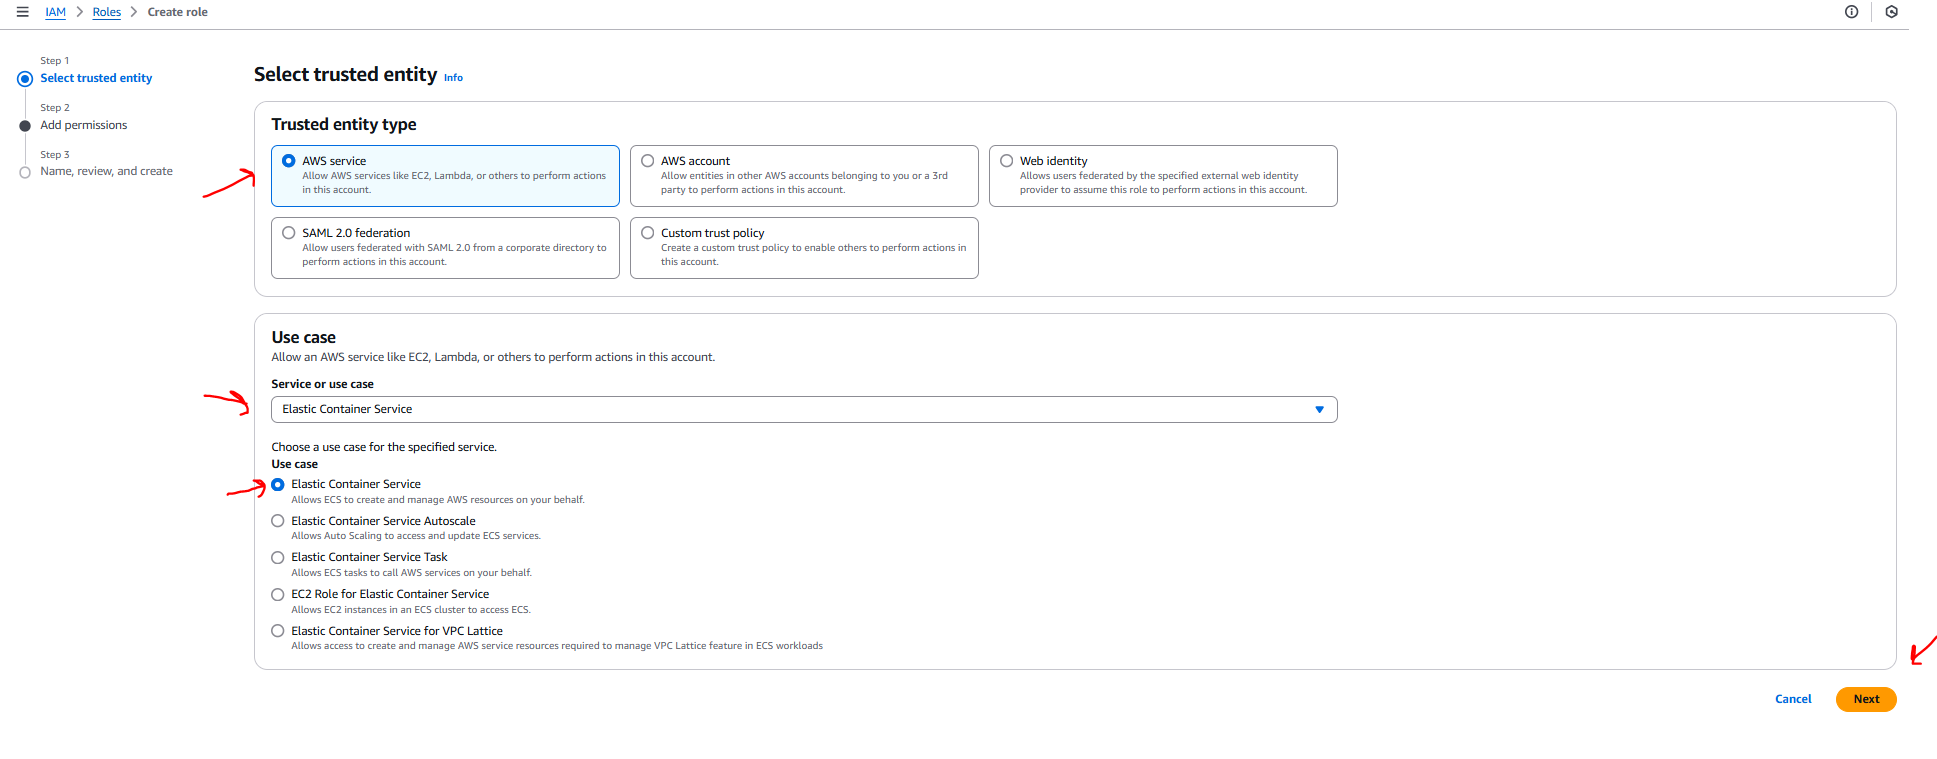 IAM > Roles > Create role
Step 1
Select trusted entity
Step 2
Add permissions
Step 3
Name, review, and create
Select trusted entity Info
Trusted entity type
AWS service
Allow AWS services like EC2, Lambda, or others to perform actions
in this account.
AWS account
Allow entities in other AWS accounts belonging to you or a 3rd
party to perform actions in this account.
Web identity
Allows users federated by the specified external web identity
provider to assume this role to perform actions in this account.
SAML 2.0 federation
Allow users federated with SAML 2.0 from a corporate directory to
perform actions in this account.
Custom trust policy
Create a custom trust policy to enable others to perform actions in
this account.
Use case
Allow an AWS service like EC2, Lambda, or others to perform actions in this account.
Service or use case
Elastic Container Service
Choose a use case for the specified service.
Use case
Elastic Container Service
Allows ECS to create and manage AWS resources on your behalf.
Elastic Container Service Autoscale
Allows Auto Scaling to access and update ECS services.
Elastic Container Service Task
Allows ECS tasks to call AWS services on your behalf.
EC2 Role for Elastic Container Service
Allows EC2 instances in an ECS cluster to access ECS.
Elastic Container Service for VPC Lattice
Allows access to create and manage AWS service resources required to manage VPC Lattice feature in ECS workloads
Cancel
Next